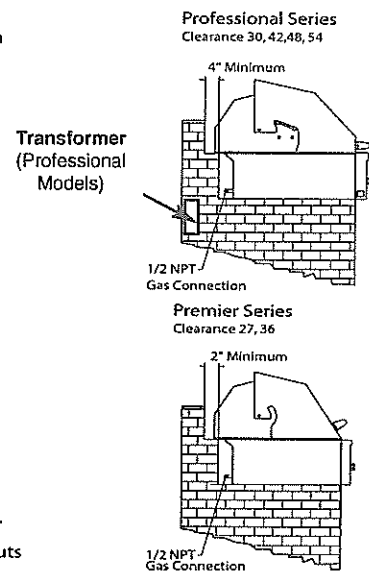 Professional Series
Clearance 30, 42,48, 54
4" Minimum
Transformer
(Professional
Models)
1/2 NPT
Gas Connection
Premier Series
Clearance 27, 36
2" Minimum
1/2 NPT
Gas Connection
uts